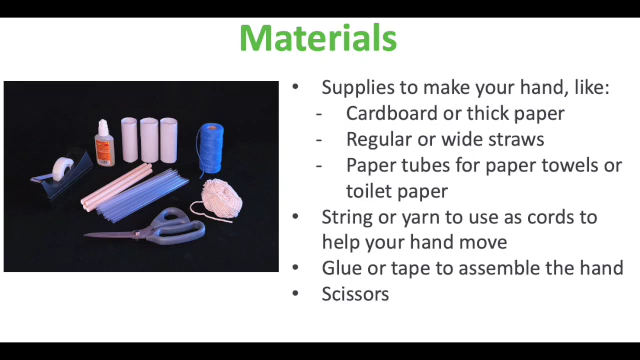 Materials
• Supplies to make your hand, like:
- Cardboard or thick paper
- Regular or wide straws
- Paper tubes for paper towels or
toilet paper
• String or yarn to use as cords to
help your hand move
• Glue or tape to assemble the hand
• Scissors